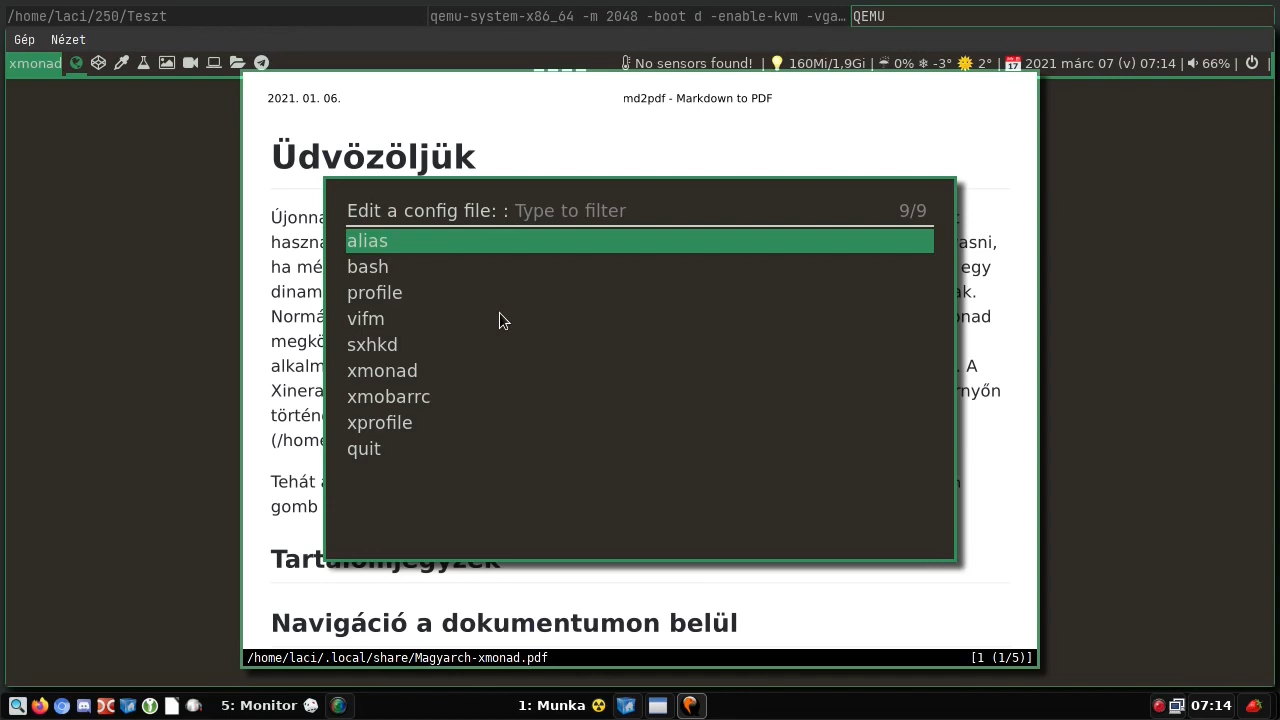 /home/laci/250/Teszt
qemu-system-x86_64 -m 2048 -boot d -enable-kvm -vga…
QEMU
Gép Nézet
xmonad
No sensors found! | 160Mi/1,9Gi | 0% -3° 2° | 2021 márc 07 (v) 07:14 | 66% | |
2021. 01. 06.
md2pdf - Markdown to PDF
Üdvözöljük
Edit a config file: : Type to filter 9/9
alias
bash
profile
vifm
sxhkd
xmonad
xmobarrc
xprofile
quit
Tehát
gomb
Navigáció a dokumentumon belül
/home/laci/.local/share/Magyarch-xmonad.pdf [1 (1/5)]
5: Monitor
1: Munka
07:14